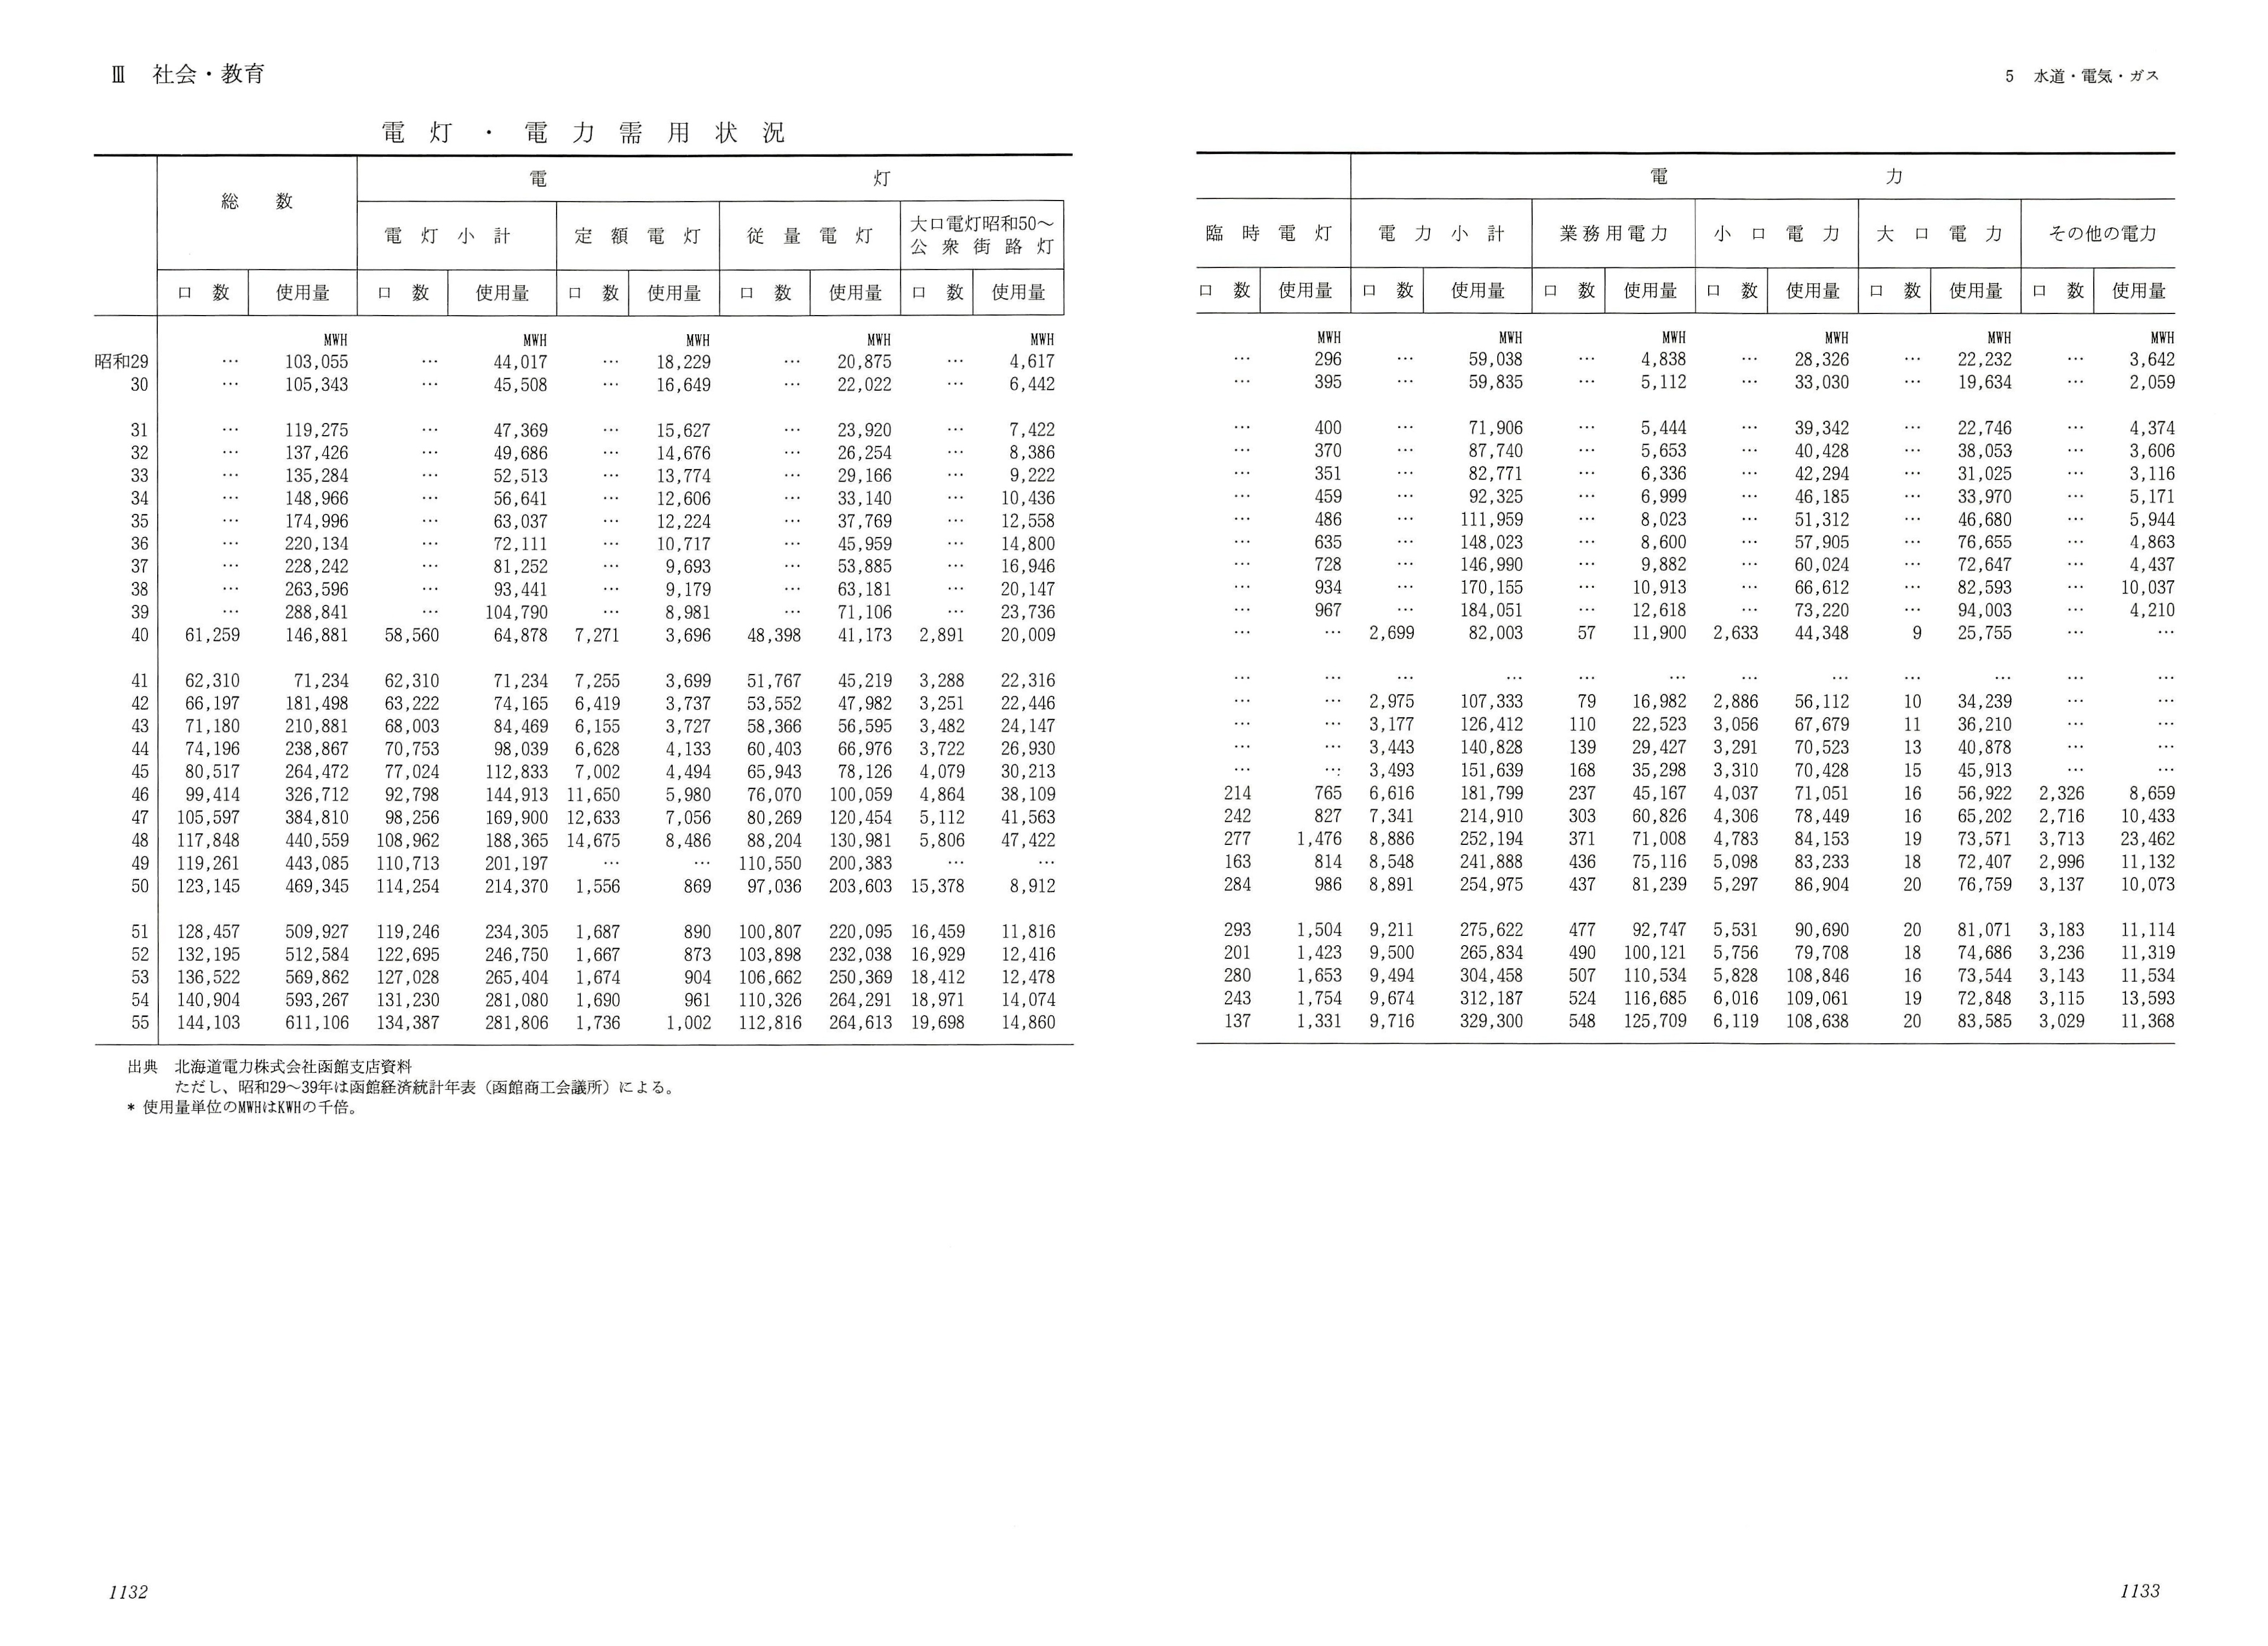 Ⅲ 社会・教育
電灯・電力需用状況
総数 電灯
電灯小計 定額電灯 従量電灯 大口電灯昭和50～公衆街路灯
口数 使用量 口数 使用量 口数 使用量 口数 使用量 口数 使用量
MWH MWH MWH MWH MWH
昭和29 … 103,055 … 44,017 … 18,229 … 20,875 … 4,617
30 … 105,343 … 45,508 … 16,649 … 22,022 … 6,442
31 … 119,275 … 47,369 … 15,627 … 23,920 … 7,422
32 … 137,426 … 49,686 … 14,676 … 26,254 … 8,386
33 … 135,284 … 52,513 … 13,774 … 29,166 … 9,222
34 … 148,966 … 56,641 … 12,606 … 33,140 … 10,436
35 … 174,996 … 63,037 … 12,224 … 37,769 … 12,558
36 … 220,134 … 72,111 … 10,717 … 45,959 … 14,800
37 … 228,242 … 81,252 … 9,693 … 53,885 … 16,946
38 … 263,596 … 93,441 … 9,179 … 63,181 … 20,147
39 … 288,841 … 104,790 … 8,981 … 71,106 … 23,736
40 61,259 146,881 58,560 64,878 7,271 3,696 48,398 41,173 2,891 20,009
41 62,310 71,234 62,310 71,234 7,255 3,699 51,767 45,219 3,288 22,316
42 66,197 181,498 63,222 74,165 6,419 3,737 53,552 47,982 3,251 22,446
43 71,180 210,881 68,003 84,469 6,155 3,727 58,366 56,595 3,482 24,147
44 74,196 238,867 70,753 98,039 6,628 4,133 60,403 66,976 3,722 26,930
45 80,517 264,472 77,024 112,833 7,002 4,494 65,943 78,126 4,079 30,213
46 99,414 326,712 92,798 144,913 11,650 5,980 76,070 100,059 4,864 38,109
47 105,597 384,810 98,256 169,900 12,633 7,056 80,269 120,454 5,112 41,563
48 117,848 440,559 108,962 188,365 14,675 8,486 88,204 130,981 5,806 47,422
49 119,261 443,085 110,713 201,197 … … 110,550 200,383 … …
50 123,145 469,345 114,254 214,370 1,556 869 97,036 203,603 15,378 8,912
51 128,457 509,927 119,246 234,305 1,687 890 100,807 220,095 16,459 11,816
52 132,195 512,584 122,695 246,750 1,667 873 103,898 232,038 16,929 12,416
53 136,522 569,862 127,028 265,404 1,674 904 106,662 250,369 18,412 12,478
54 140,904 593,267 131,230 281,080 1,690 961 110,326 264,291 18,971 14,074
55 144,103 611,106 134,387 281,806 1,736 1,002 112,816 264,613 19,698 14,860
出典 北海道電力株式会社函館支店資料
ただし、昭和29～39年は函館経済統計年表（函館商工会議所）による。
* 使用量単位のMWHはKWHの千倍。
1132
5 水道・電気・ガス
電力
臨時電灯 電力小計 業務用電力 小口電力 大口電力 その他の電力
口数 使用量 口数 使用量 口数 使用量 口数 使用量 口数 使用量 口数 使用量
MWH MWH MWH MWH MWH MWH
… 296 … 59,038 … 4,838 … 28,326 … 22,232 … 3,642
… 395 … 59,835 … 5,112 … 33,030 … 19,634 … 2,059
… 400 … 71,906 … 5,444 … 39,342 … 22,746 … 4,374
… 370 … 87,740 … 5,653 … 40,428 … 38,053 … 3,606
… 351 … 82,771 … 6,336 … 42,294 … 31,025 … 3,116
… 459 … 92,325 … 6,999 … 46,185 … 33,970 … 5,171
… 486 … 111,959 … 8,023 … 51,312 … 46,680 … 5,944
… 635 … 148,023 … 8,600 … 57,905 … 76,655 … 4,863
… 728 … 146,990 … 9,882 … 60,024 … 72,647 … 4,437
… 934 … 170,155 … 10,913 … 66,612 … 82,593 … 10,037
… 967 … 184,051 … 12,618 … 73,220 … 94,003 … 4,210
… … 2,699 82,003 57 11,900 2,633 44,348 9 25,755 … …
… … … … … … … … … … … …
… … 2,975 107,333 79 16,982 2,886 56,112 10 34,239 … …
… … 3,177 126,412 110 22,523 3,056 67,679 11 36,210 … …
… … 3,443 140,828 139 29,427 3,291 70,523 13 40,878 … …
… … 3,493 151,639 168 35,298 3,310 70,428 15 45,913 … …
214 765 6,616 181,799 237 45,167 4,037 71,051 16 56,922 2,326 8,659
242 827 7,341 214,910 303 60,826 4,306 78,449 16 65,202 2,716 10,433
277 1,476 8,886 252,194 371 71,008 4,783 84,153 19 73,571 3,713 23,462
163 814 8,548 241,888 436 75,116 5,098 83,233 18 72,407 2,996 11,132
284 986 8,891 254,975 437 81,239 5,297 86,904 20 76,759 3,137 10,073
293 1,504 9,211 275,622 477 92,747 5,531 90,690 20 81,071 3,183 11,114
201 1,423 9,500 265,834 490 100,121 5,756 79,708 18 74,686 3,236 11,319
280 1,653 9,494 304,458 507 110,534 5,828 108,846 16 73,544 3,143 11,534
243 1,754 9,674 312,187 524 116,685 6,016 109,061 19 72,848 3,115 13,593
137 1,331 9,716 329,300 548 125,709 6,119 108,638 20 83,585 3,029 11,368
1133